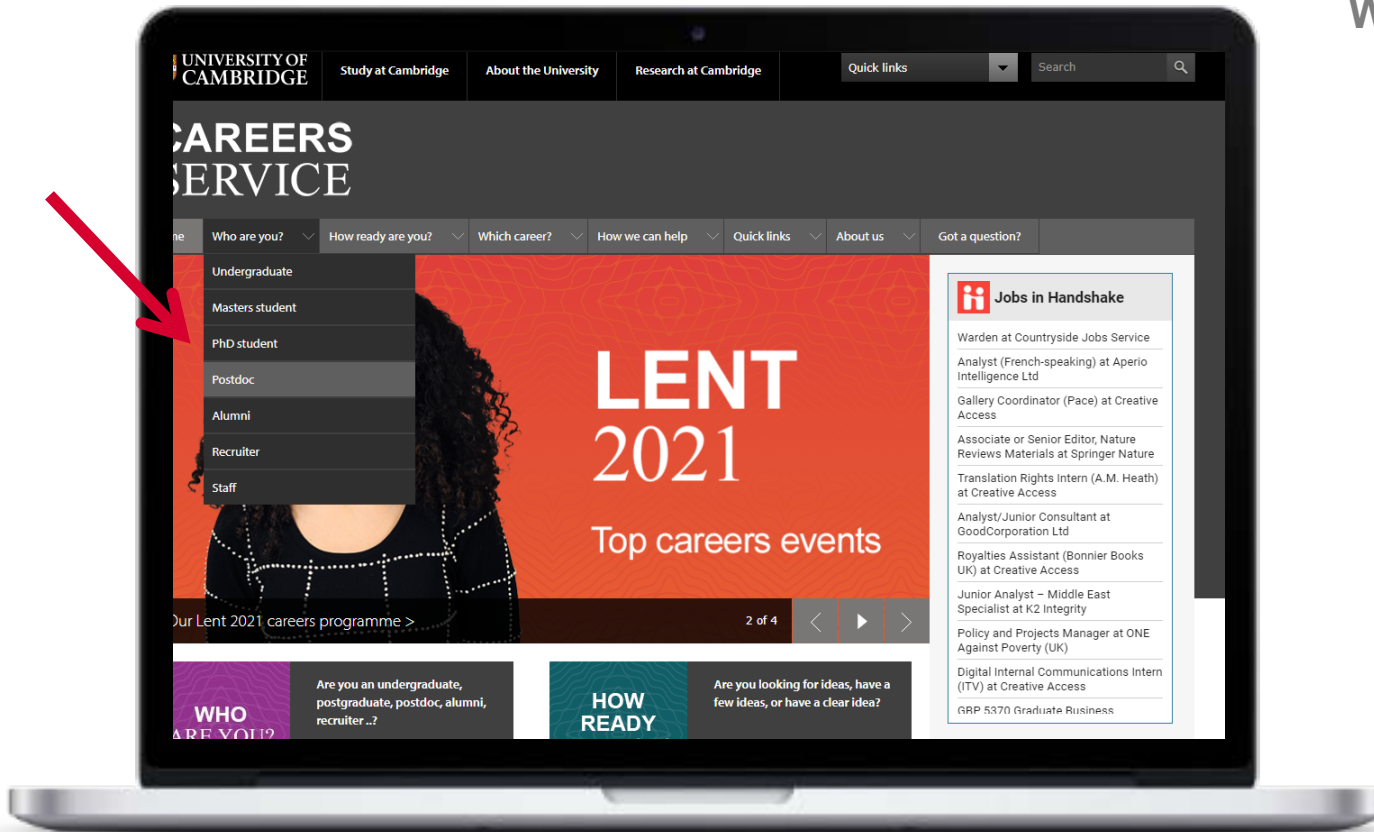 W
UNIVERSITY OF
CAMBRIDGE
Study at Cambridge
About the University
Research at Cambridge
Quick links
Search
CAREERS
SERVICE
me
Who are you?
How ready are you?
Which career?
How we can help
Quick links
About us
Got a question?
Undergraduate
Masters student
PhD student
Postdoc
Alumni
Recruiter
Staff
LENT
2021
Top careers events
Our Lent 2021 careers programme >
2 of 4
Jobs in Handshake
Warden at Countryside Jobs Service
Analyst (French-speaking) at Aperio
Intelligence Ltd
Gallery Coordinator (Pace) at Creative
Access
Associate or Senior Editor, Nature
Reviews Materials at Springer Nature
Translation Rights Intern (A.M. Heath)
at Creative Access
Analyst/Junior Consultant at
GoodCorporation Ltd
Royalties Assistant (Bonnier Books
UK) at Creative Access
Junior Analyst – Middle East
Specialist at K2 Integrity
Policy and Projects Manager at ONE
Against Poverty (UK)
Digital Internal Communications Intern
(ITV) at Creative Access
GBP 5370 Graduate Business
WHO
ARE YOU?
Are you an undergraduate,
postgraduate, postdoc, alumni,
recruiter ..?
HOW
READY
Are you looking for ideas, have a
few ideas, or have a clear idea?